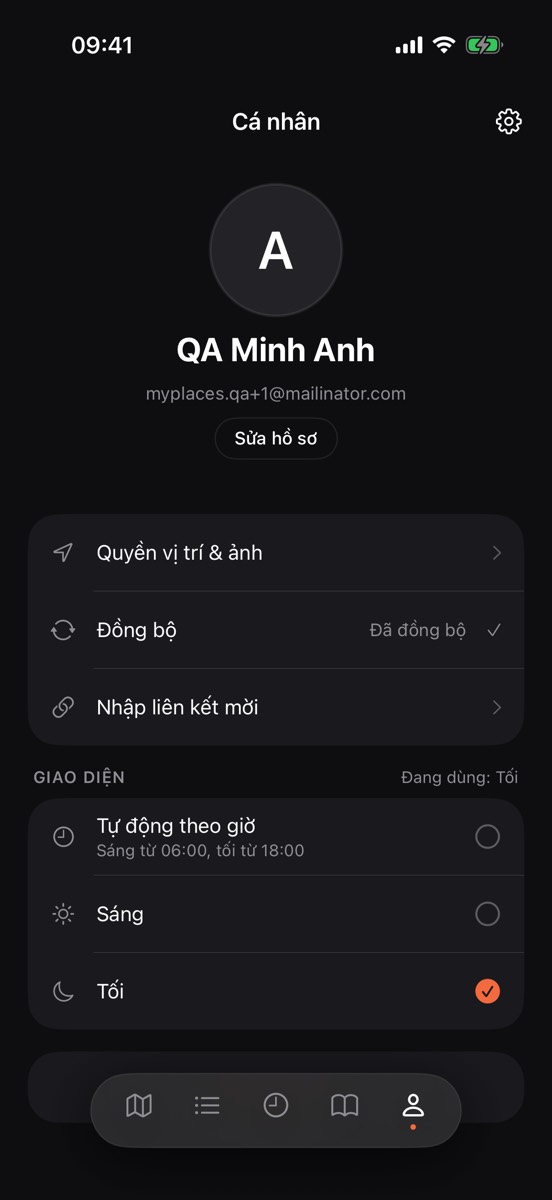 09:41
Cá nhân
A
QA Minh Anh
myplaces.qa+1@mailinator.com
Sửa hồ sơ
Quyền vị trí & ảnh
Đồng bộ
Đã đồng bộ
Nhập liên kết mời
GIAO DIỆN
Đang dùng: Tối
Tự động theo giờ
Sáng từ 06:00, tối từ 18:00
Sáng
Tối